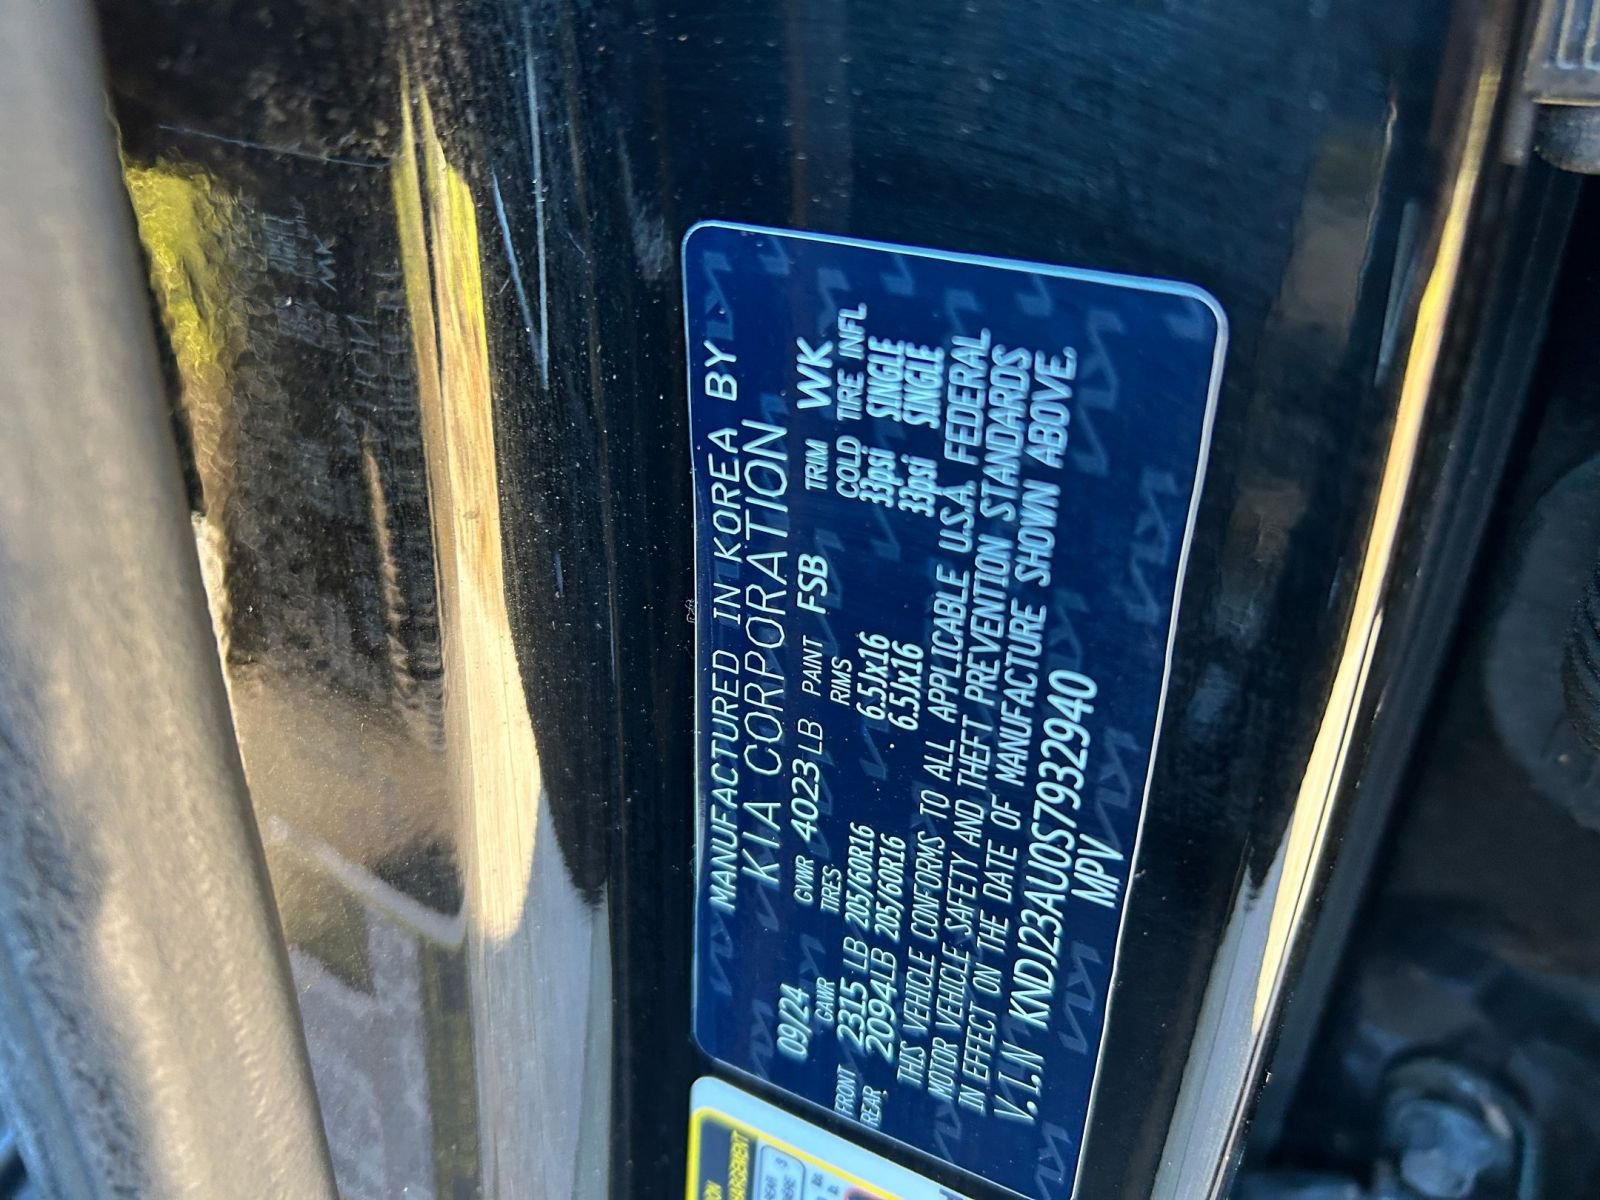 MANUFACTURED IN KOREA BY
KIA CORPORATION
09/24 GVWR 4023 LB PAINT FSB TRIM WK
GAWR TIRES RIMS COLD TIRE INFL
FRONT 2315 LB 205/60R16 6.5Jx16 33psi SINGLE
REAR 2094 LB 205/60R16 6.5Jx16 33psi SINGLE
THIS VEHICLE CONFORMS TO ALL APPLICABLE U.S.A. FEDERAL
MOTOR VEHICLE SAFETY AND THEFT PREVENTION STANDARDS
IN EFFECT ON THE DATE OF MANUFACTURE SHOWN ABOVE.
V.I.N KNDJ23AU0S7932940
MPV